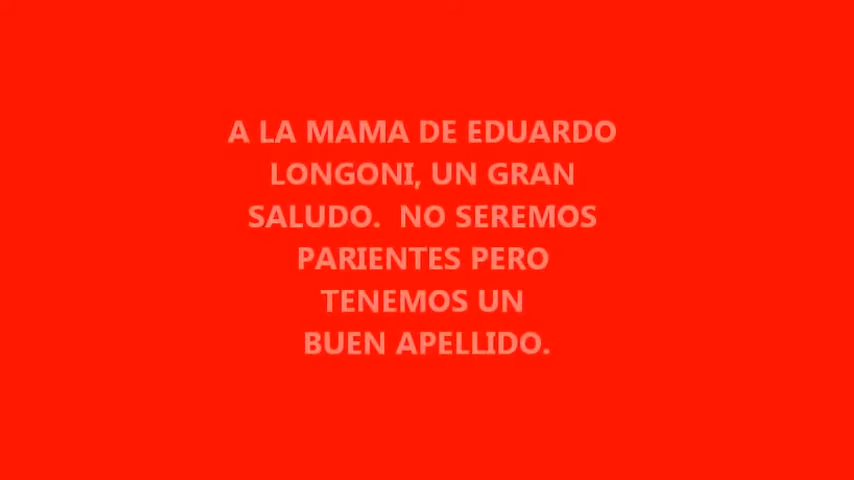 A LA MAMA DE EDUARDO
LONGONI, UN GRAN
SALUDO.  NO SEREMOS
PARIENTES PERO
TENEMOS UN
BUEN APELLIDO.